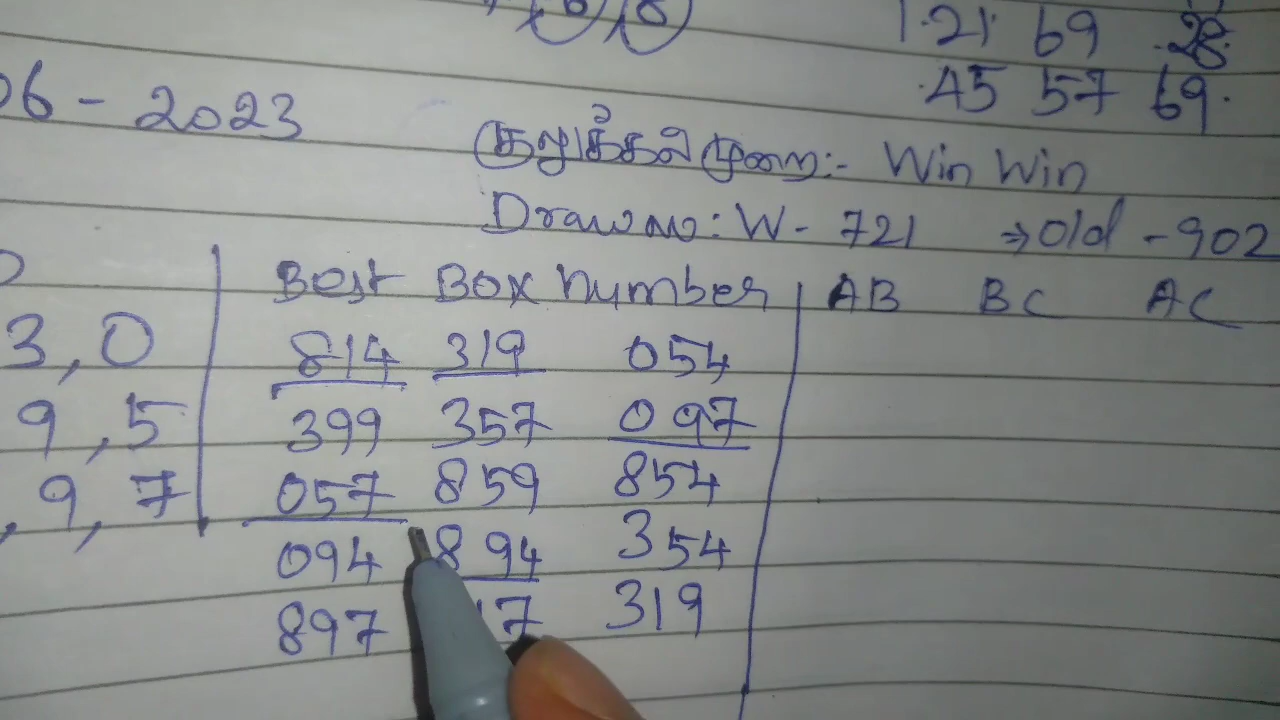 1.21 69 28
45 57 69
06 - 2023
குலுக்கல் முறை:- Win Win
Draw no: W- 721 → Old - 902
Best Box Number AB BC AC
3, 0 814 319 054
9, 5 399 357 097
, 9, 7 057 859 854
094 894 354
897 17 319